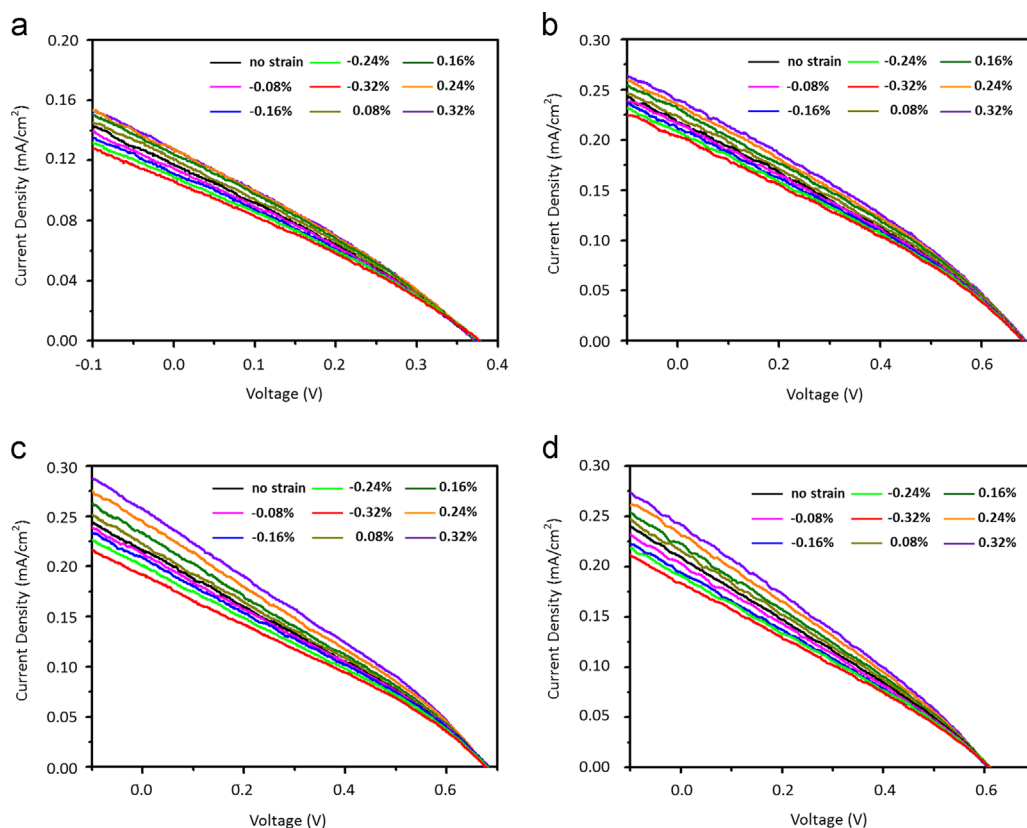 a
0.20
0.16
0.12
0.08
0.04
0.00
Current Density (mA/cm²)
no strain -0.24% 0.16%
-0.08% -0.32% 0.24%
-0.16% 0.08% 0.32%
-0.1 0.0 0.1 0.2 0.3 0.4
Voltage (V)
b
0.30
0.25
0.20
0.15
0.10
0.05
0.00
Current Density (mA/cm²)
no strain -0.24% 0.16%
-0.08% -0.32% 0.24%
-0.16% 0.08% 0.32%
0.0 0.2 0.4 0.6
Voltage (V)
c
0.30
0.25
0.20
0.15
0.10
0.05
0.00
Current Density (mA/cm²)
no strain -0.24% 0.16%
-0.08% -0.32% 0.24%
-0.16% 0.08% 0.32%
0.0 0.2 0.4 0.6
Voltage (V)
d
0.30
0.25
0.20
0.15
0.10
0.05
0.00
Current Density (mA/cm²)
no strain -0.24% 0.16%
-0.08% -0.32% 0.24%
-0.16% 0.08% 0.32%
0.0 0.2 0.4 0.6
Voltage (V)